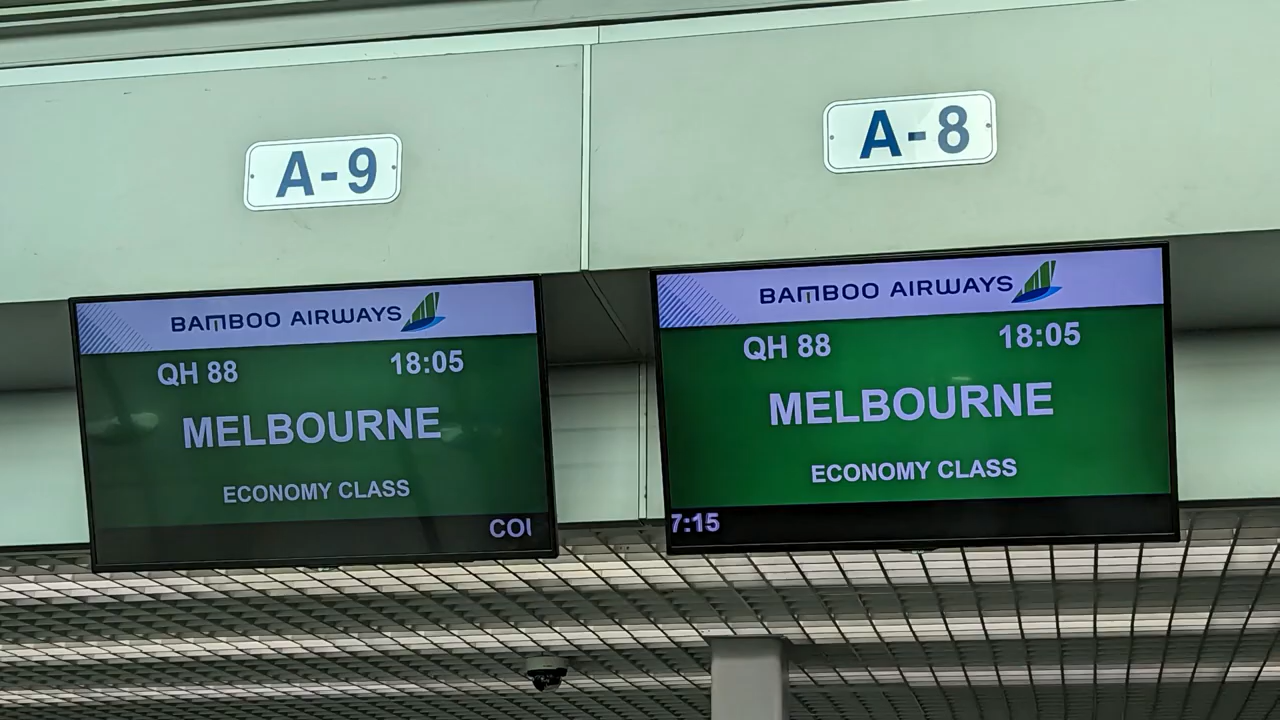 A-9
A-8
BAMBOO AIRWAYS
QH 88 18:05
MELBOURNE
ECONOMY CLASS
COU
BAMBOO AIRWAYS
QH 88 18:05
MELBOURNE
ECONOMY CLASS
7:15